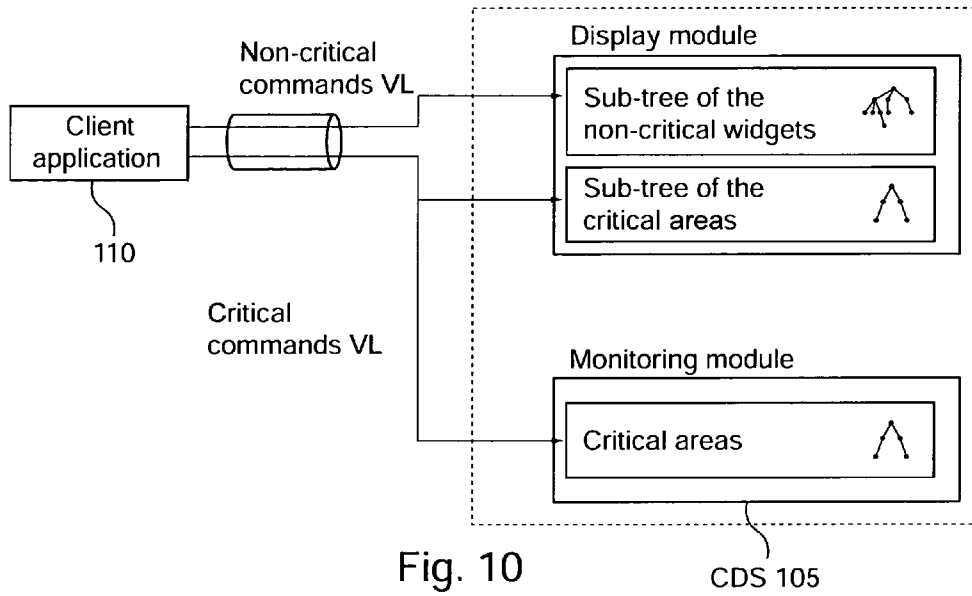 Non-critical
commands VL
Client
application
110
Display module
Sub-tree of the
non-critical widgets
Sub-tree of the
critical areas
Critical
commands VL
Monitoring module
Critical areas
CDS 105
Fig. 10